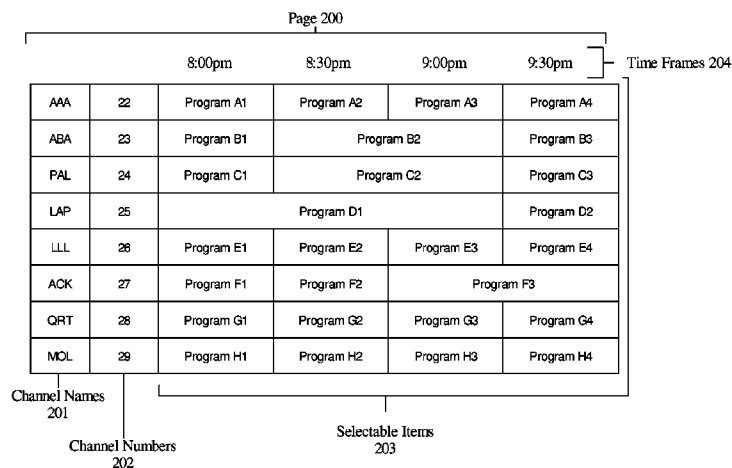 Page 200
8:00pm 8:30pm 9:00pm 9:30pm Time Frames 204
AAA 22 Program A1 Program A2 Program A3 Program A4
ABA 23 Program B1 Program B2 Program B3
PAL 24 Program C1 Program C2 Program C3
LAP 25 Program D1 Program D2
LLL 26 Program E1 Program E2 Program E3 Program E4
ACK 27 Program F1 Program F2 Program F3
QRT 28 Program G1 Program G2 Program G3 Program G4
MOL 29 Program H1 Program H2 Program H3 Program H4
Channel Names
201
Channel Numbers
202
Selectable Items
203